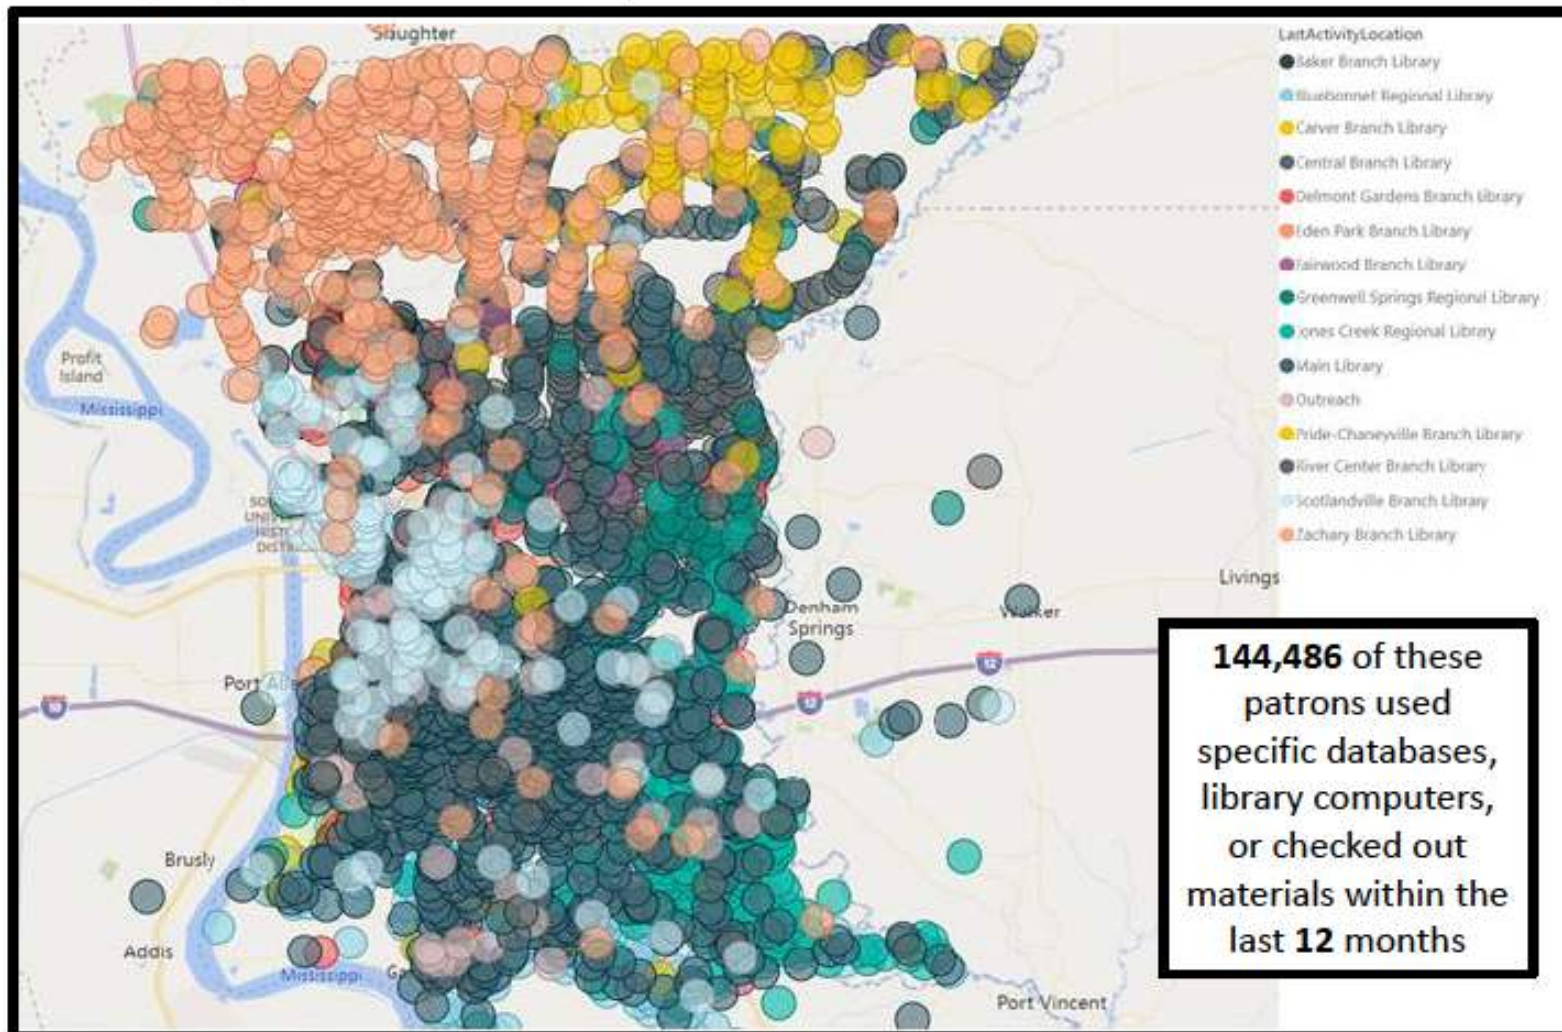 Slaughter
LastActivityLocation
Baker Branch Library
Bluebonnet Regional Library
Carver Branch Library
Central Branch Library
Delmont Gardens Branch Library
Eden Park Branch Library
Fairwood Branch Library
Greenwell Springs Regional Library
Jones Creek Regional Library
Main Library
Outreach
Pride-Chaneyville Branch Library
River Center Branch Library
Scotlandville Branch Library
Zachary Branch Library
Profit
Island
Mississippi
Livings
Denham
Springs
Walker
12
Port
10
12
Brusly
Addis
Mississippi
Port Vincent
144,486 of these
patrons used
specific databases,
library computers,
or checked out
materials within the
last 12 months